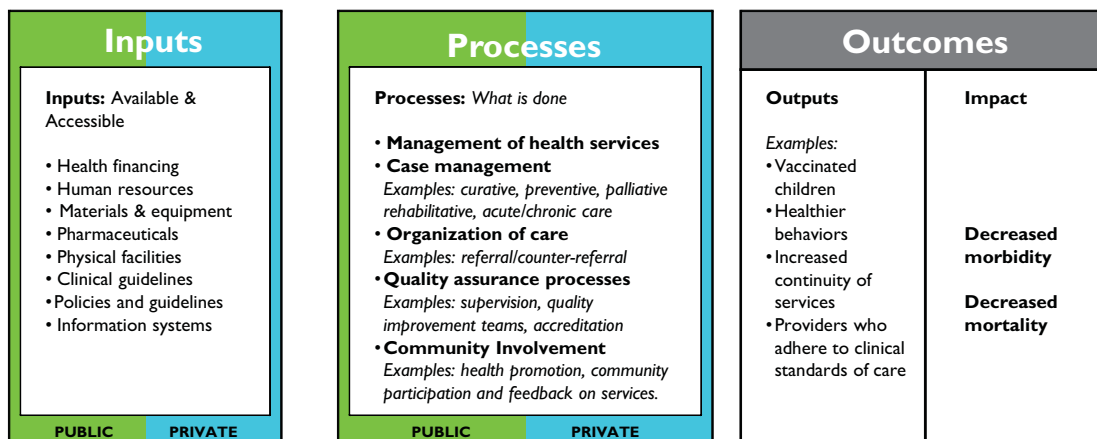 Inputs
Inputs: Available &
Accessible
• Health financing
• Human resources
• Materials & equipment
• Pharmaceuticals
• Physical facilities
• Clinical guidelines
•Policies and guidelines
• Information systems
PUBLIC PRIVATE
Processes
Processes: What is done
• Management of health services
• Case management
Examples: curative, preventive, palliative
rehabilitative, acute/chronic care
• Organization of care
Examples: referral/counter-referral
• Quality assurance processes
Examples: supervision, quality
improvement teams, accreditation
• Community Involvement
Examples: health promotion, community
participation and feedback on services.
PUBLIC PRIVATE
Outcomes
Outputs
Examples:
•Vaccinated
children
•Healthier
behaviors
•Increased
continuity of
services
•Providers who
adhere to clinical
standards of care
Impact
Decreased
morbidity
Decreased
mortality